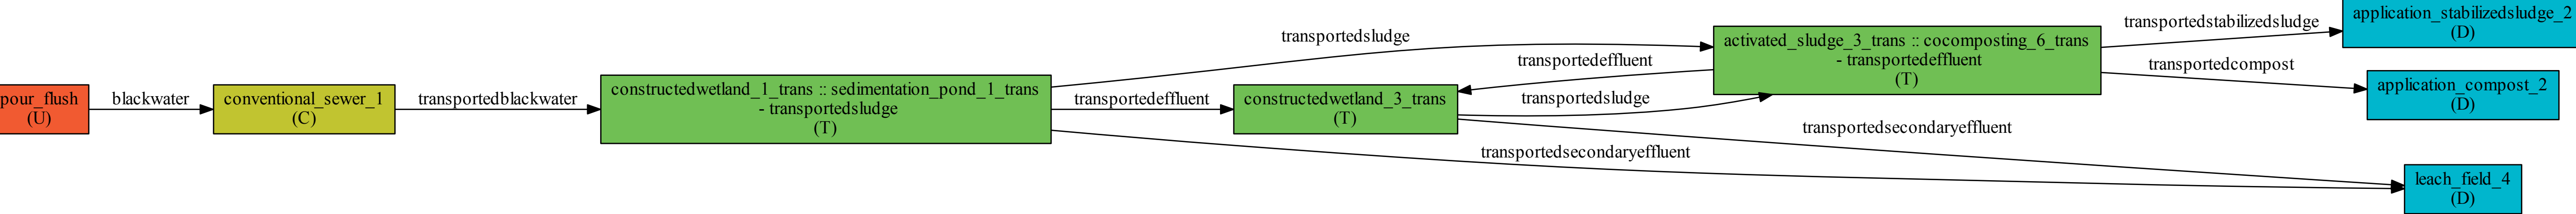 pour_flush
(U)
blackwater
conventional_sewer_1
(C)
transportedblackwater
constructedwetland_1_trans :: sedimentation_pond_1_trans
- transportedsludge
(T)
transportedsludge
transportedeffluent
transportedsecondaryeffluent
constructedwetland_3_trans
(T)
transportedeffluent
transportedsludge
transportedsecondaryeffluent
activated_sludge_3_trans :: cocomposting_6_trans
- transportedeffluent
(T)
transportedstabilizedsludge
transportedcompost
application_stabilizedsludge_2
(D)
application_compost_2
(D)
leach_field_4
(D)